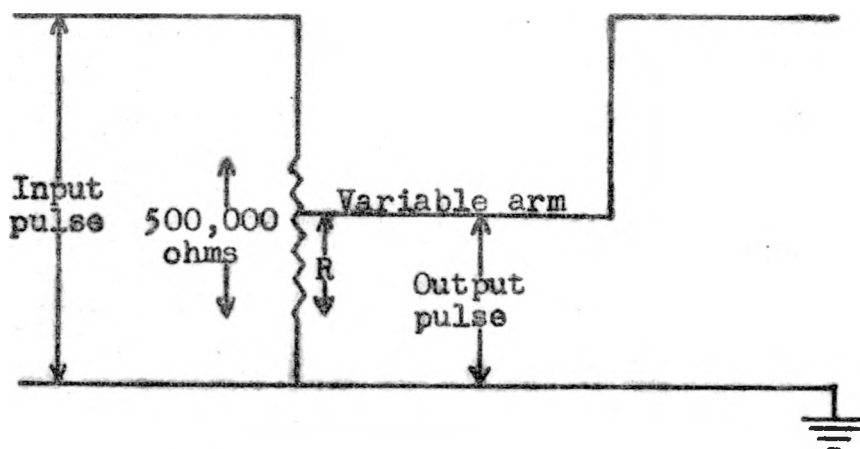 Input
pulse
500,000
ohms
R
Variable arm
Output
pulse